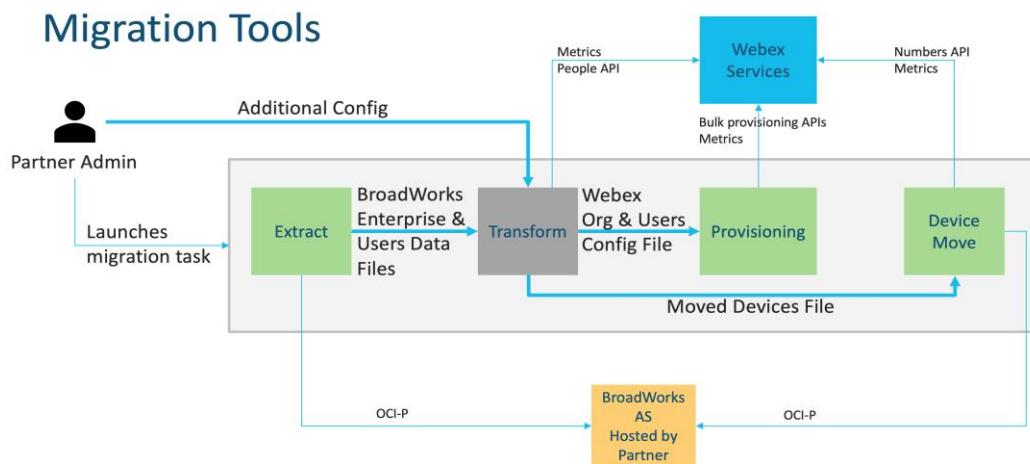 Migration Tools
Webex
Services
Metrics
People API
Numbers API
Metrics
Additional Config
Bulk provisioning APIs
Metrics
Partner Admin
Launches
migration task
Extract
BroadWorks
Enterprise &
Users Data
Files
Transform
Webex
Org & Users
Config File
Provisioning
Device
Move
Moved Devices File
OCI-P
BroadWorks
AS
Hosted by
Partner
OCI-P